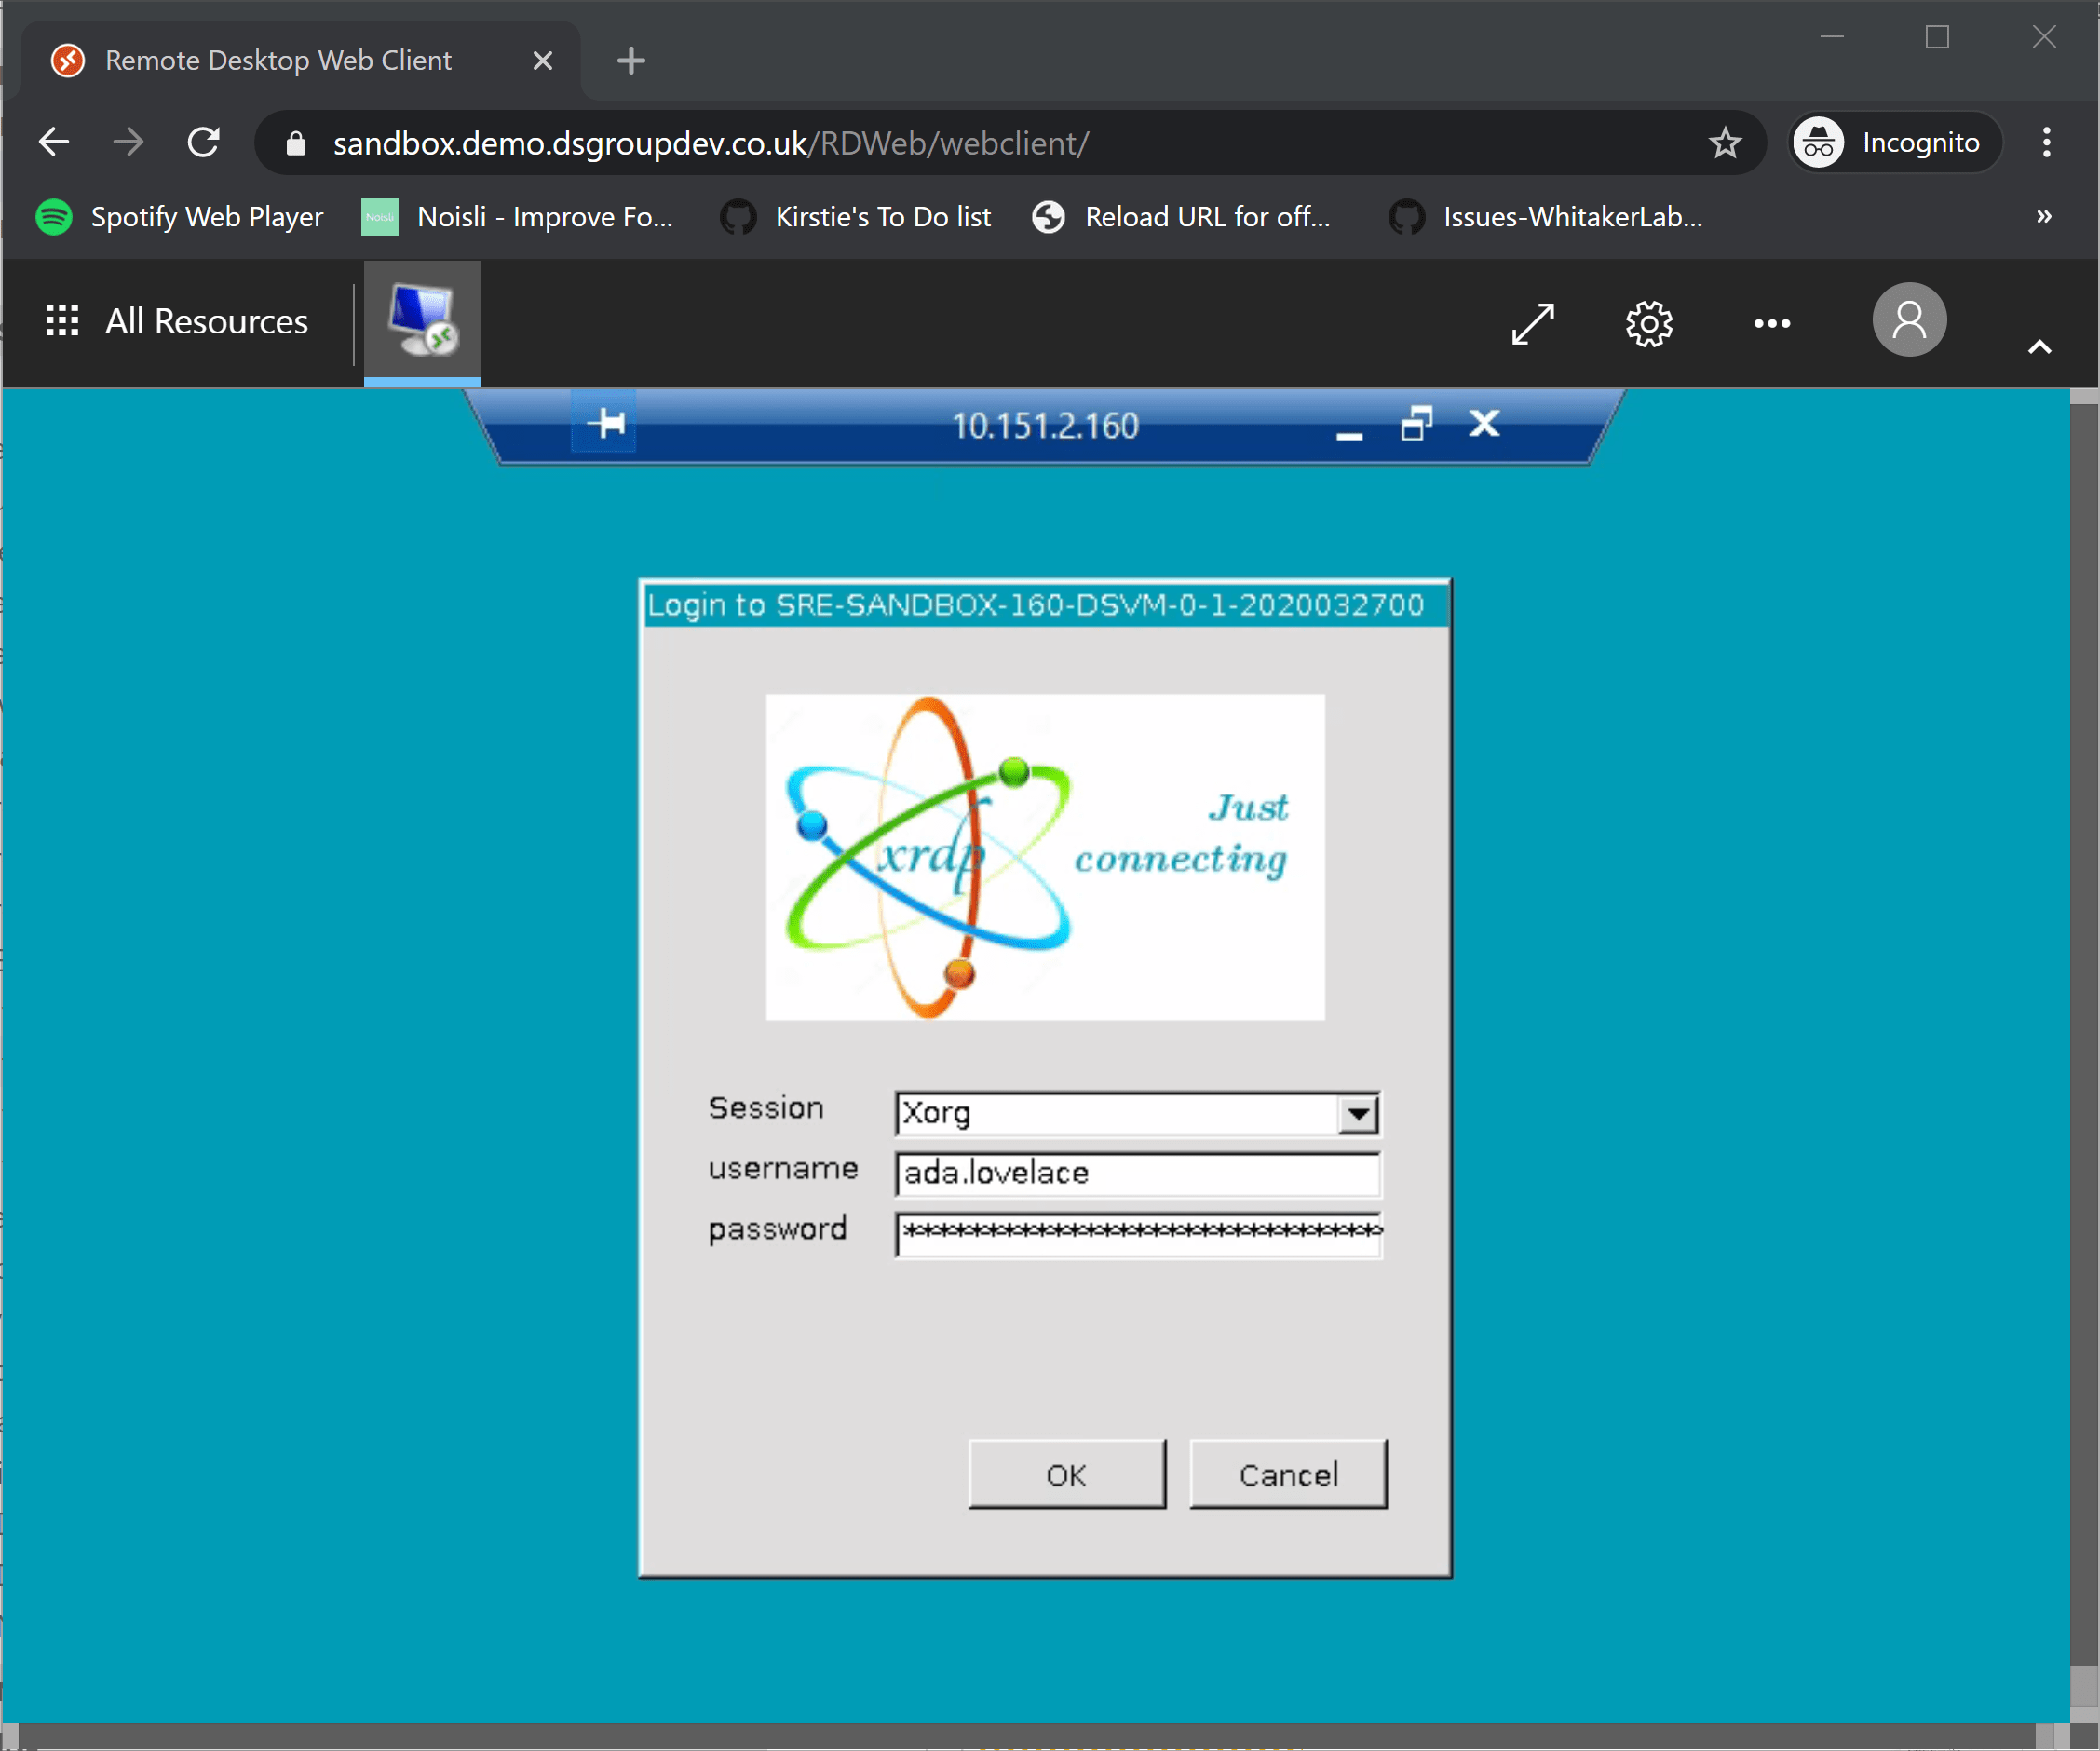 Remote Desktop Web Client
sandbox.demo.dsgroupdev.co.uk/RDWeb/webclient/
Incognito
Spotify Web Player
Noisli
Noisli - Improve Fo...
Kirstie's To Do list
Reload URL for off...
Issues-WhitakerLab...
»
All Resources
10.151.2.160
Login to SRE-SANDBOX-160-DSVM-0-1-2020032700
xrdp
Just
connecting
Session
Xorg
username
ada.lovelace
password
******************************
OK
Cancel